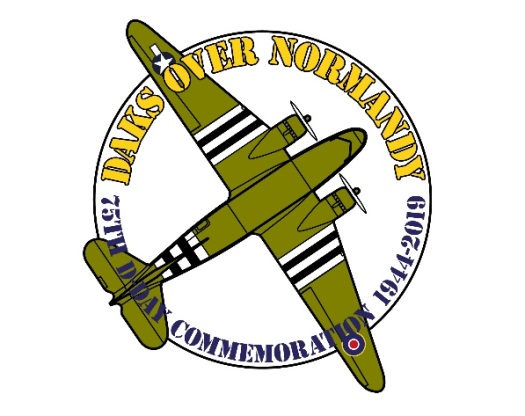 DAKS OVER NORMANDY
75TH D-DAY COMMEMORATION 1944-2019